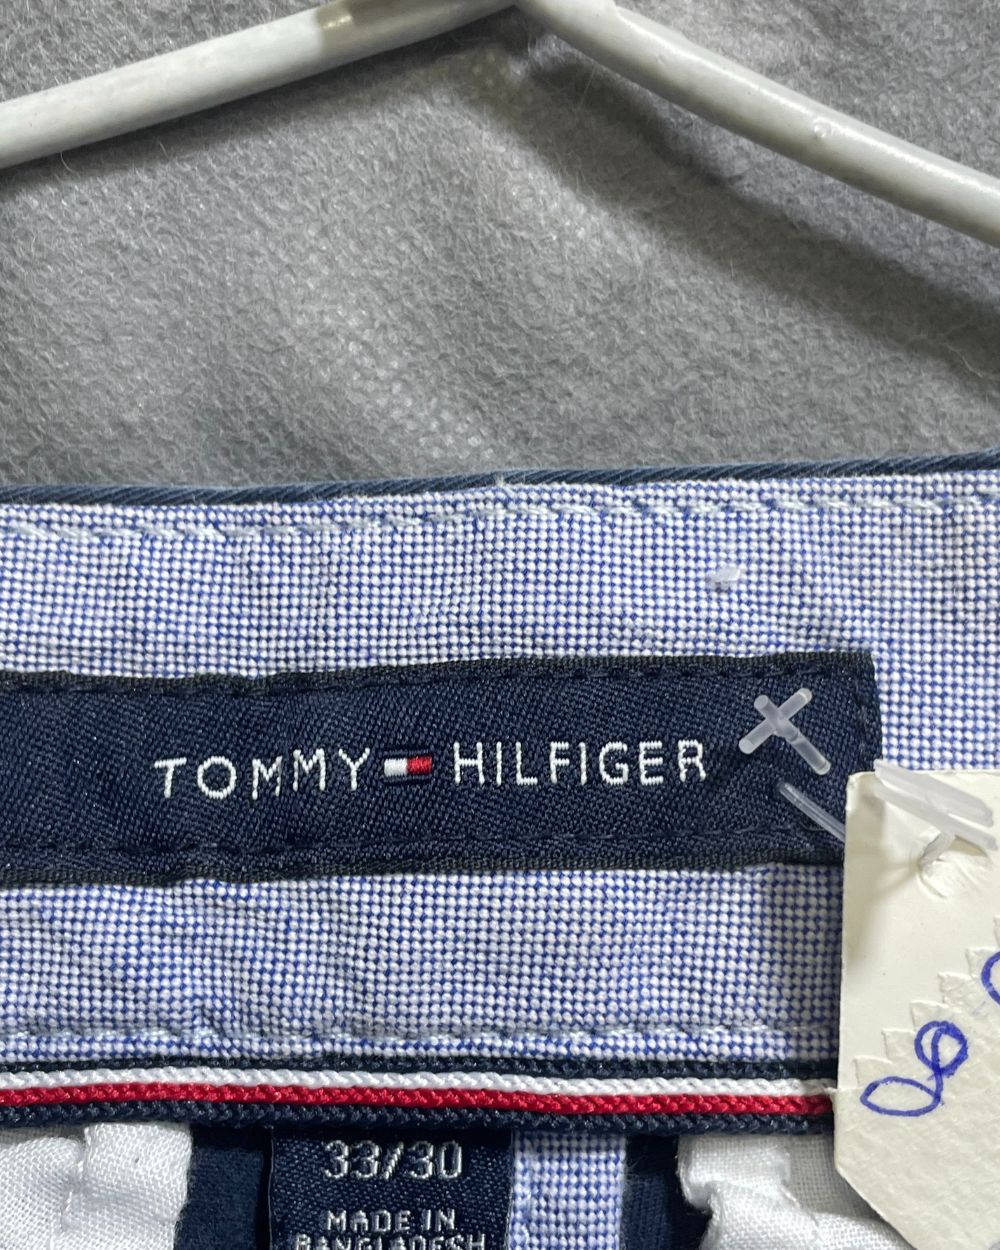 TOMMY HILFIGER
33/30
MADE IN
BANGLADESH